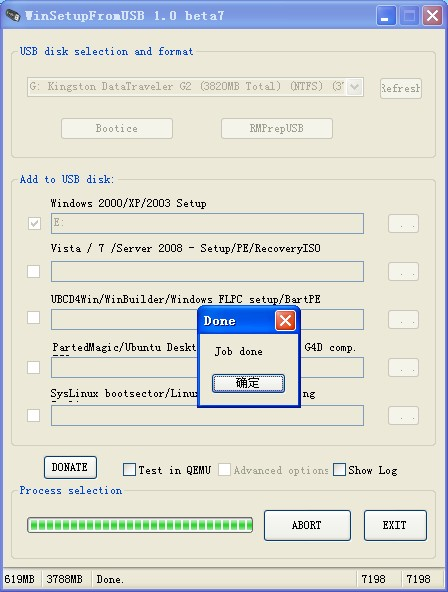 WinSetupFromUSB 1.0 beta7
USB disk selection and format
G: Kingston DataTraveler G2 (3820MB Total) (NTFS) (3
Refresh
Bootice
RMPrepUSB
Add to USB disk:
Windows 2000/XP/2003 Setup
E:
Vista / 7 /Server 2008 - Setup/PE/RecoveryISO
UBCD4Win/WinBuilder/Windows FLPC setup/BartPE
Done
Job done
确定
PartedMagic/Ubuntu Deskt
G4D comp.
SysLinux bootsector/Linu
ng
DONATE
Test in QEMU
Advanced options
Show Log
Process selection
ABORT
EXIT
619MB
3788MB
Done.
7198
7198